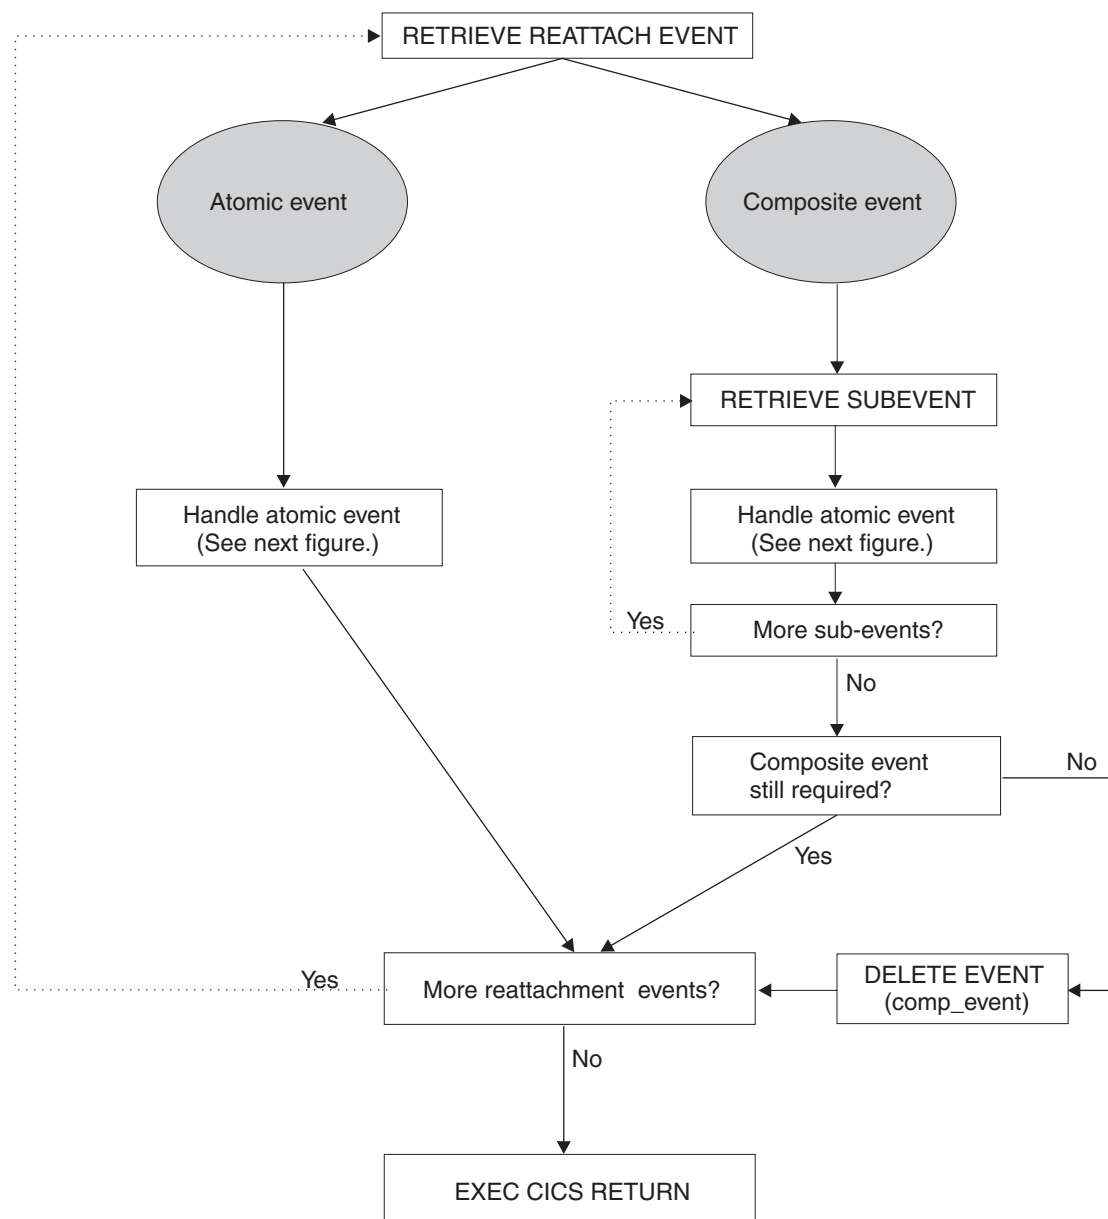 RETRIEVE REATTACH EVENT
Atomic event
Composite event
RETRIEVE SUBEVENT
Handle atomic event
(See next figure.)
Handle atomic event
(See next figure.)
Yes
More sub-events?
No
Composite event
still required?
No
Yes
Yes
More reattachment events?
DELETE EVENT
(comp_event)
No
EXEC CICS RETURN